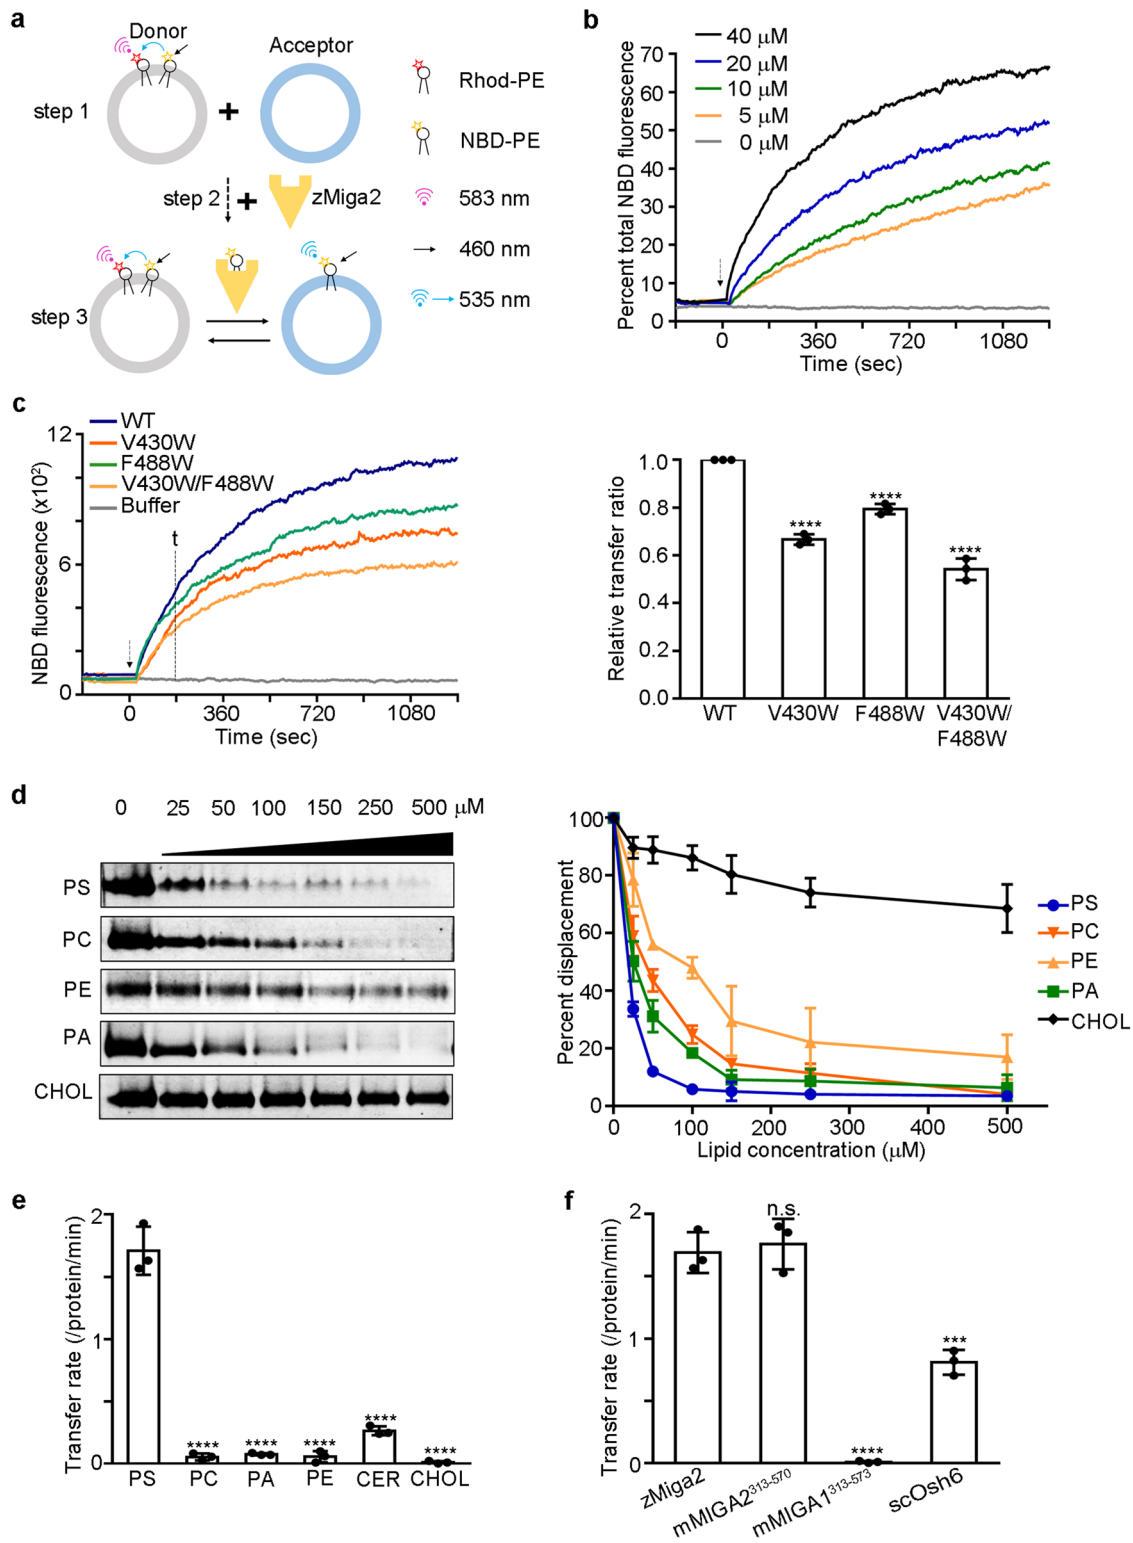 a
Donor
Acceptor
step 1
+
Rhod-PE
NBD-PE
step 2
+
zMiga2
583 nm
460 nm
535 nm
step 3
b
40 μM
20 μM
10 μM
5 μM
0 μM
Percent total NBD fluorescence
70
60
50
40
30
20
10
0
0 360 720 1080
Time (sec)
c
WT
V430W
F488W
V430W/F488W
Buffer
NBD fluorescence (x10²)
12
6
0
t
0 360 720 1080
Time (sec)
Relative transfer ratio
1.0
0.8
0.6
0.4
0.2
0.0
****
****
****
WT V430W F488W V430W/
F488W
d
0 25 50 100 150 250 500 μM
PS
PC
PE
PA
CHOL
Percent displacement
100
80
60
40
20
0
0 100 200 300 400 500
Lipid concentration (μM)
PS
PC
PE
PA
CHOL
e
Transfer rate (/protein/min)
2
1
0
**** **** **** **** ****
PS PC PA PE CER CHOL
f
Transfer rate (/protein/min)
2
1
0
n.s.
****
***
zMiga2
mMIGA2³¹³⁻⁵⁷⁰
mMIGA1³¹³⁻⁵⁷³
scOsh6